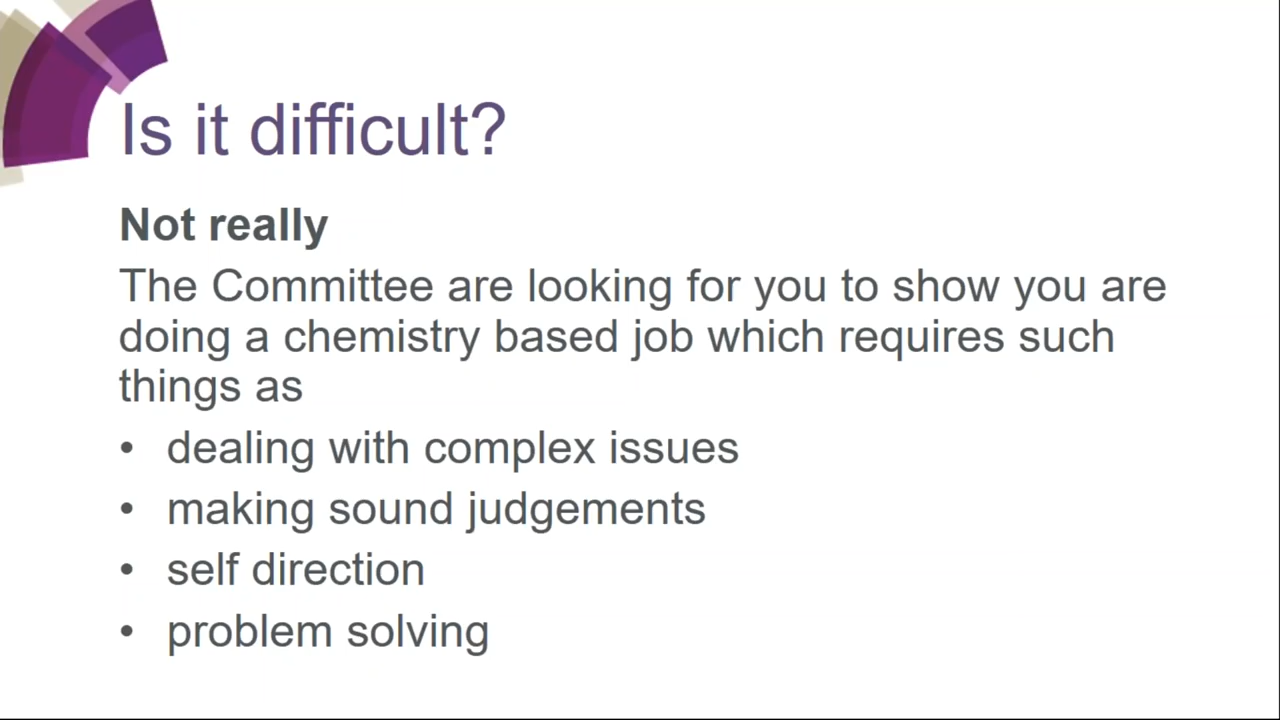 Is it difficult?
Not really
The Committee are looking for you to show you are
doing a chemistry based job which requires such
things as
• dealing with complex issues
• making sound judgements
• self direction
• problem solving